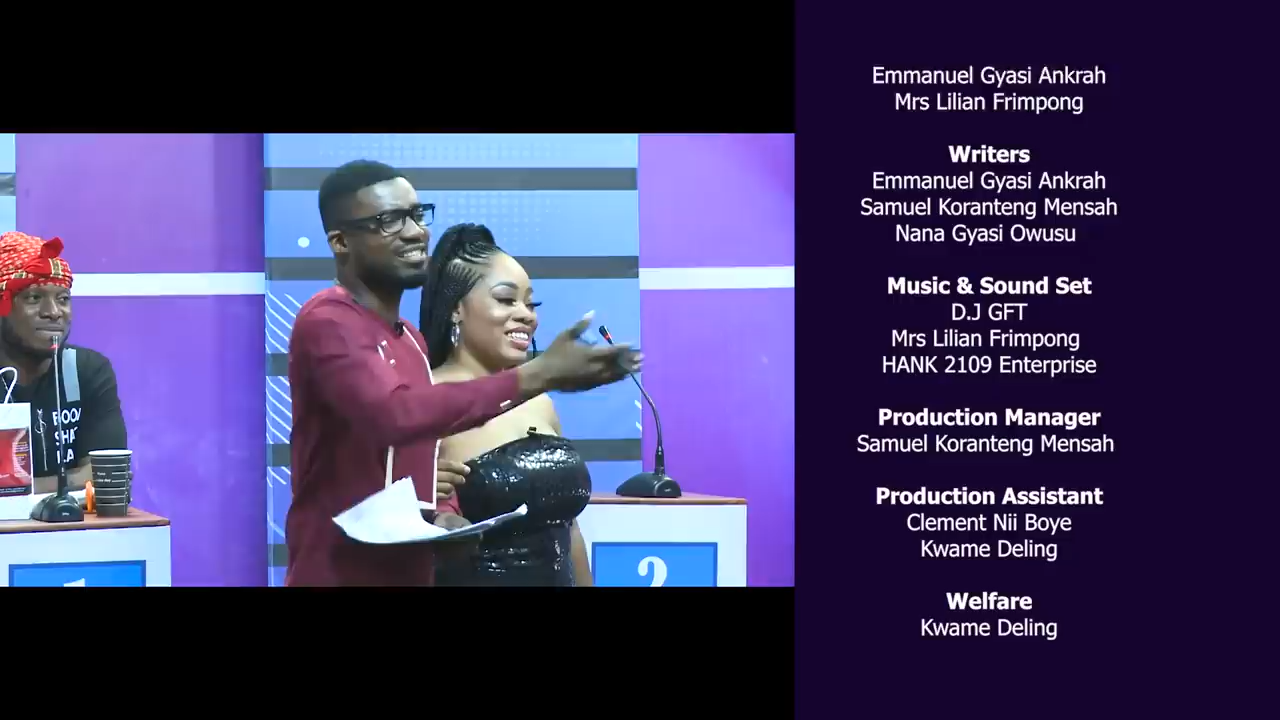 Emmanuel Gyasi Ankrah
Mrs Lilian Frimpong
Writers
Emmanuel Gyasi Ankrah
Samuel Koranteng Mensah
Nana Gyasi Owusu
Music & Sound Set
D.J GFT
Mrs Lilian Frimpong
HANK 2109 Enterprise
Production Manager
Samuel Koranteng Mensah
Production Assistant
Clement Nii Boye
Kwame Deling
Welfare
Kwame Deling
2